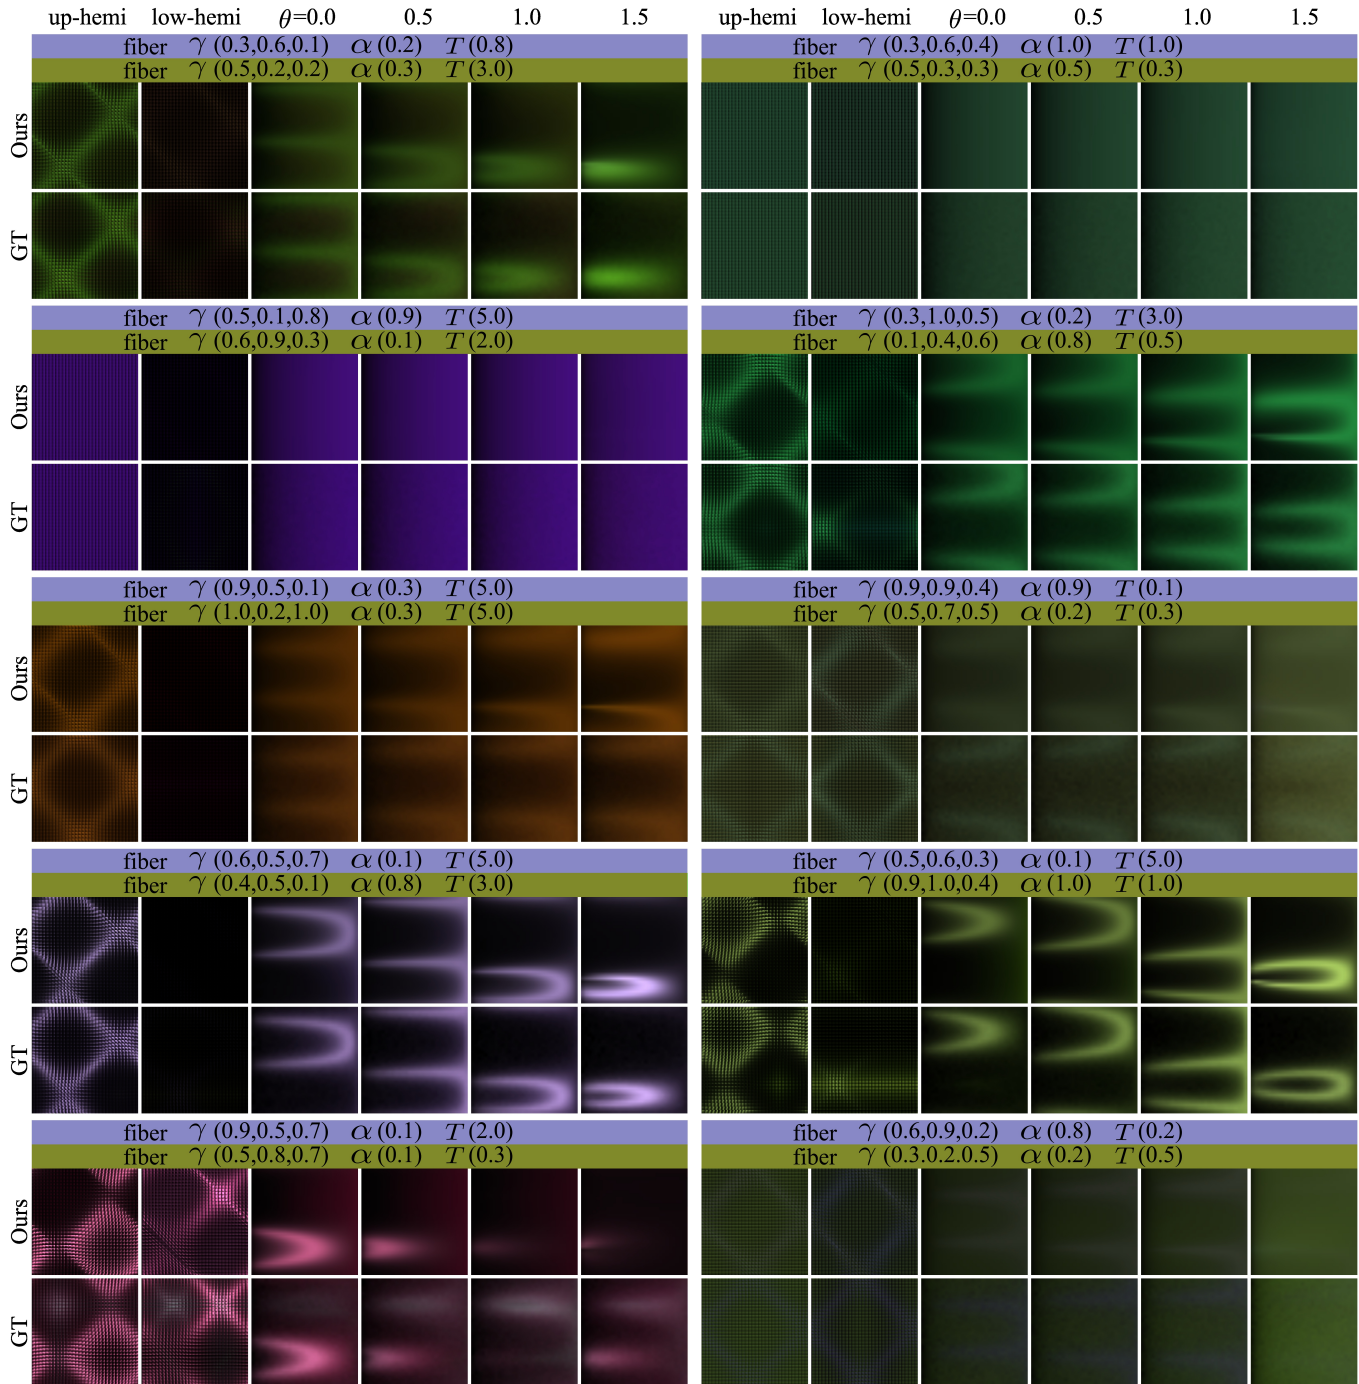 up-hemi low-hemi θ=0.0 0.5 1.0 1.5 up-hemi low-hemi θ=0.0 0.5 1.0 1.5
fiber γ (0.3,0.6,0.1) α(0.2) T(0.8)
fiber γ (0.5,0.2,0.2) α(0.3) T(3.0)
Ours
GT
fiber γ (0.3,0.6,0.4) α(1.0) T(1.0)
fiber γ (0.5,0.3,0.3) α(0.5) T(0.3)
fiber γ (0.5,0.1,0.8) α(0.9) T(5.0)
fiber γ (0.6,0.9,0.3) α(0.1) T(2.0)
Ours
GT
fiber γ (0.3,1.0,0.5) α(0.2) T(3.0)
fiber γ (0.1,0.4,0.6) α(0.8) T(0.5)
fiber γ (0.9,0.5,0.1) α(0.3) T(5.0)
fiber γ (1.0,0.2,1.0) α(0.3) T(5.0)
Ours
GT
fiber γ (0.9,0.9,0.4) α(0.9) T(0.1)
fiber γ (0.5,0.7,0.5) α(0.2) T(0.3)
fiber γ (0.6,0.5,0.7) α(0.1) T(5.0)
fiber γ (0.4,0.5,0.1) α(0.8) T(3.0)
Ours
GT
fiber γ (0.5,0.6,0.3) α(0.1) T(5.0)
fiber γ (0.9,1.0,0.4) α(1.0) T(1.0)
fiber γ (0.9,0.5,0.7) α(0.1) T(2.0)
fiber γ (0.5,0.8,0.7) α(0.1) T(0.3)
Ours
GT
fiber γ (0.6,0.9,0.2) α(0.8) T(0.2)
fiber γ (0.3.0.2,0.5) α(0.2) T(0.5)